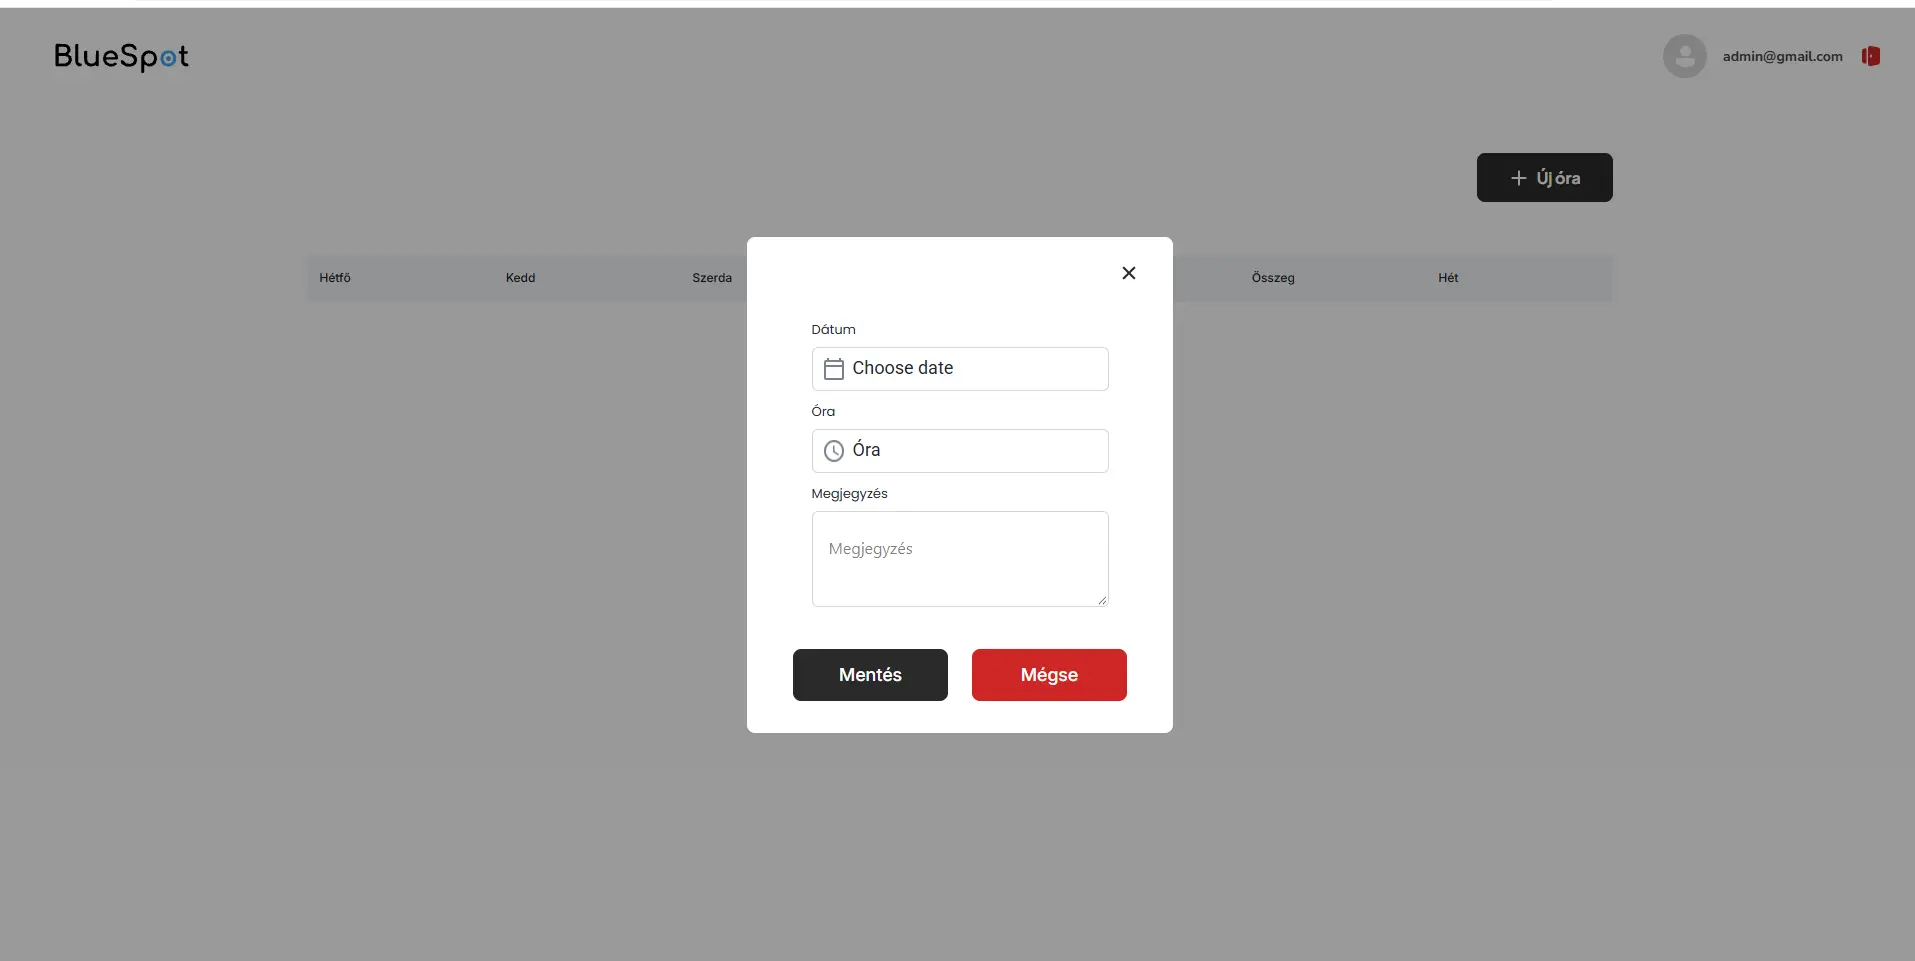 BlueSpot
admin@gmail.com
Új óra
Hétfő Kedd Szerda Összeg Hét
Dátum
Choose date
Óra
Óra
Megjegyzés
Megjegyzés
Mentés Mégse